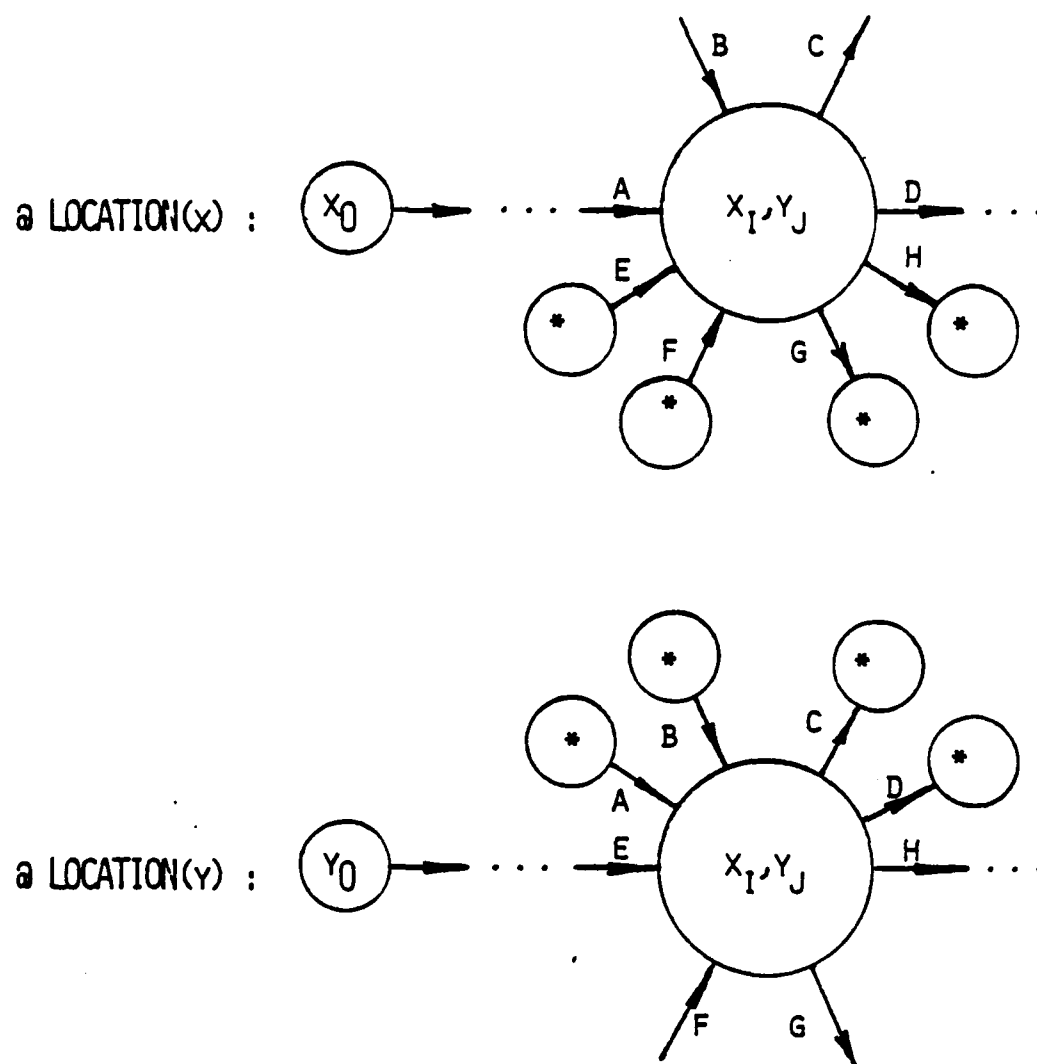 B C
a LOCATION(X) : X0 . . . A XI,YJ D . . .
E H
* *
F G
* *
* *
B C
* *
A D
a LOCATION(Y) : Y0 . . . E XI,YJ H . . .
F G